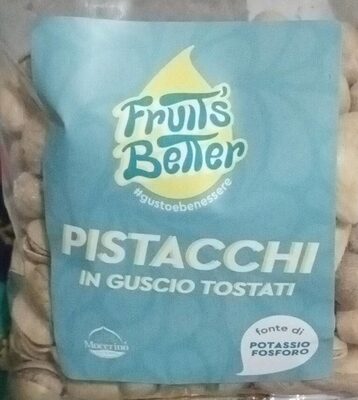 Fruits'
Better
#gustoebenessere
PISTACCHI
IN GUSCIO TOSTATI
fonte di
POTASSIO
FOSFORO
Mocerino